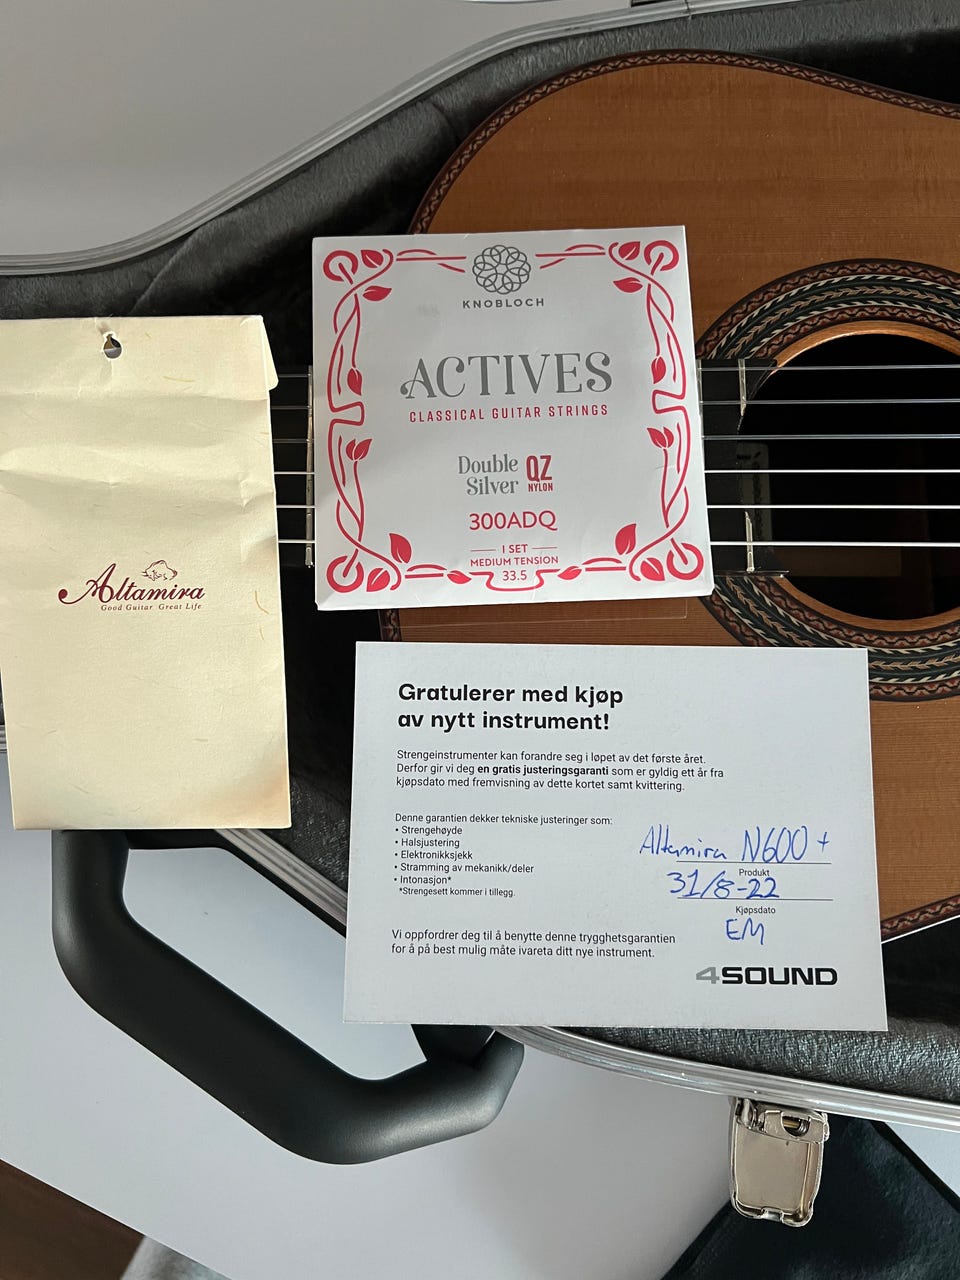 KNOBLOCH
ACTIVES
CLASSICAL GUITAR STRINGS
Double
Silver
QZ
NYLON
300ADQ
1 SET
MEDIUM TENSION
33.5
Altamira
Good Guitar Great Life
Gratulerer med kjøp
av nytt instrument!
Strengeinstrumenter kan forandre seg i løpet av det første året.
Derfor gir vi deg en gratis justeringsgaranti som er gyldig ett år fra
kjøpsdato med fremvisning av dette kortet samt kvittering.
Denne garantien dekker tekniske justeringer som:
• Strengehøyde
• Halsjustering
• Elektronikksjekk
• Stramming av mekanikk/deler
• Intonasjon*
*Strengesett kommer i tillegg.
Altamira N600+
Produkt
31/8-22
Kjøpsdato
EM
Vi oppfordrer deg til å benytte denne trygghetsgarantien
for å på best mulig måte ivareta ditt nye instrument.
4SOUND